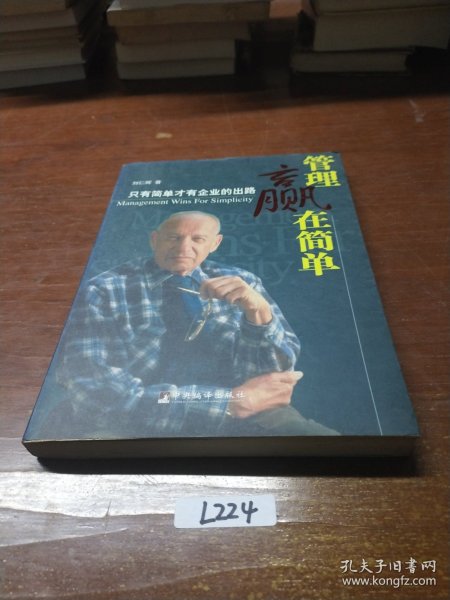 刘仁辉 著
只有简单才有企业的出路
Management Wins For Simplicity
管理
赢
在简单
中央编译出版社
L224
孔夫子旧书网
www.kongfz.com